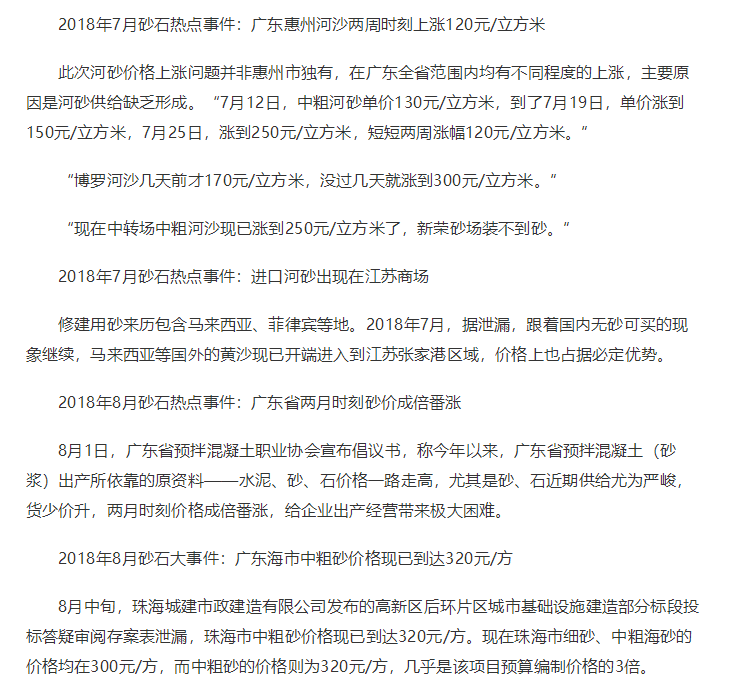 2018年7月砂石热点事件：广东惠州河沙两周时刻上涨120元/立方米
此次河砂价格上涨问题并非惠州市独有，在广东全省范围内均有不同程度的上涨，主要原
因是河砂供给缺乏形成。“7月12日，中粗河砂单价130元/立方米，到了7月19日，单价涨到
150元/立方米，7月25日，涨到250元/立方米，短短两周涨幅120元/立方米。“
“博罗河沙几天前才170元/立方米，没过几天就涨到300元/立方米。“
“现在中转场中粗河沙现已涨到250元/立方米了，新荣砂场装不到砂。“
2018年7月砂石热点事件：进口河砂出现在江苏商场
修建用砂来历包含马来西亚、菲律宾等地。2018年7月，据泄漏，跟着国内无砂可买的现
象继续，马来西亚等国外的黄沙现已开端进入到江苏张家港区域，价格上也占据必定优势。
2018年8月砂石热点事件：广东省两月时刻砂价成倍番涨
8月1日，广东省预拌混凝土职业协会宣布倡议书，称今年以来，广东省预拌混凝土（砂
浆）出产所依靠的原资料——水泥、砂、石价格一路走高，尤其是砂、石近期供给尤为严峻，
货少价升，两月时刻价格成倍番涨，给企业出产经营带来极大困难。
2018年8月砂石大事件：广东海市中粗砂价格现已到达320元/方
8月中旬，珠海城建市政建造有限公司发布的高新区后环片区城市基础设施建造部分标段投
标答疑审阅存案表泄漏，珠海市中粗砂价格现已到达320元/方。现在珠海市细砂、中粗海砂的
价格均在300元/方，而中粗砂的价格则为320元/方，几乎是该项目预算编制价格的3倍。